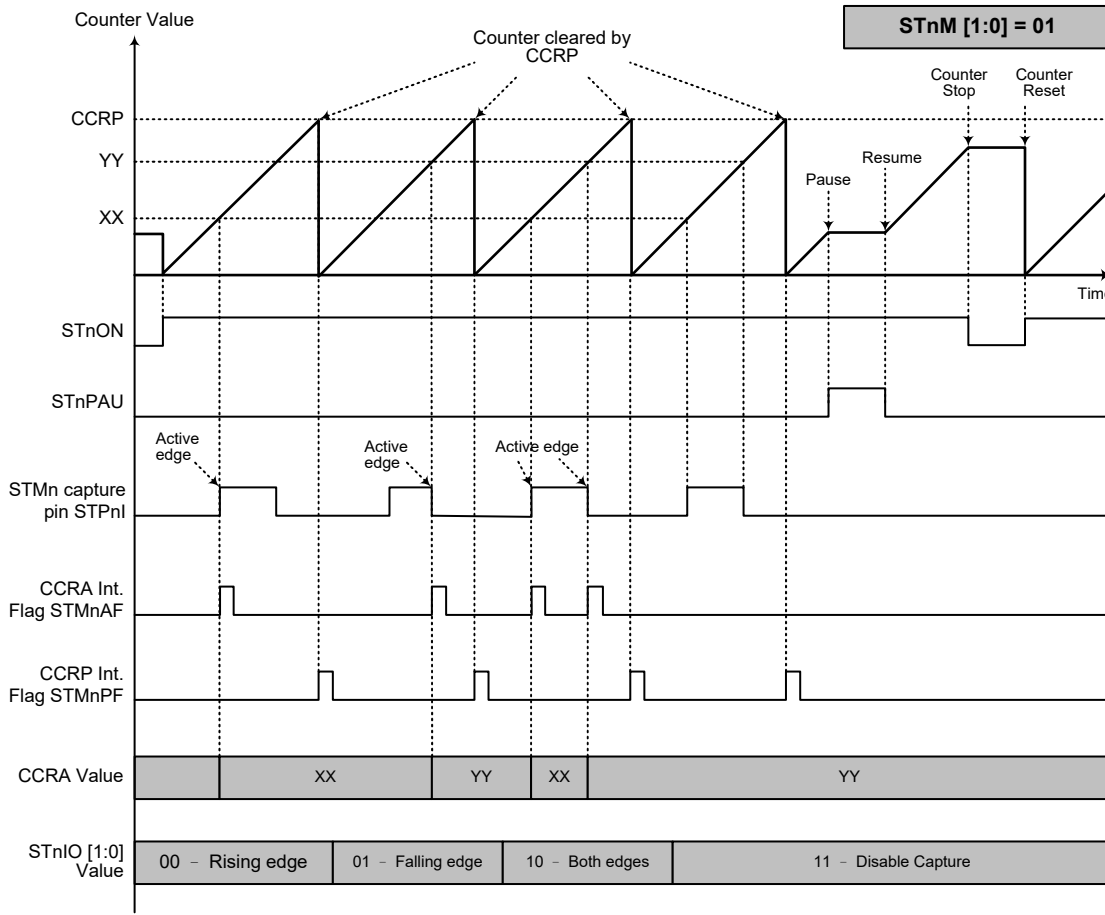 Counter Value
STnM [1:0] = 01
Counter cleared by
CCRP
Counter
Stop
Counter
Reset
CCRP
YY
Resume
Pause
XX
Time
STnON
STnPAU
Active
edge
Active
edge
Active edge
STMn capture
pin STPnI
CCRA Int.
Flag STMnAF
CCRP Int.
Flag STMnPF
CCRA Value
XX
YY
XX
YY
STnIO [1:0]
Value
00 – Rising edge
01 – Falling edge
10 – Both edges
11 – Disable Capture